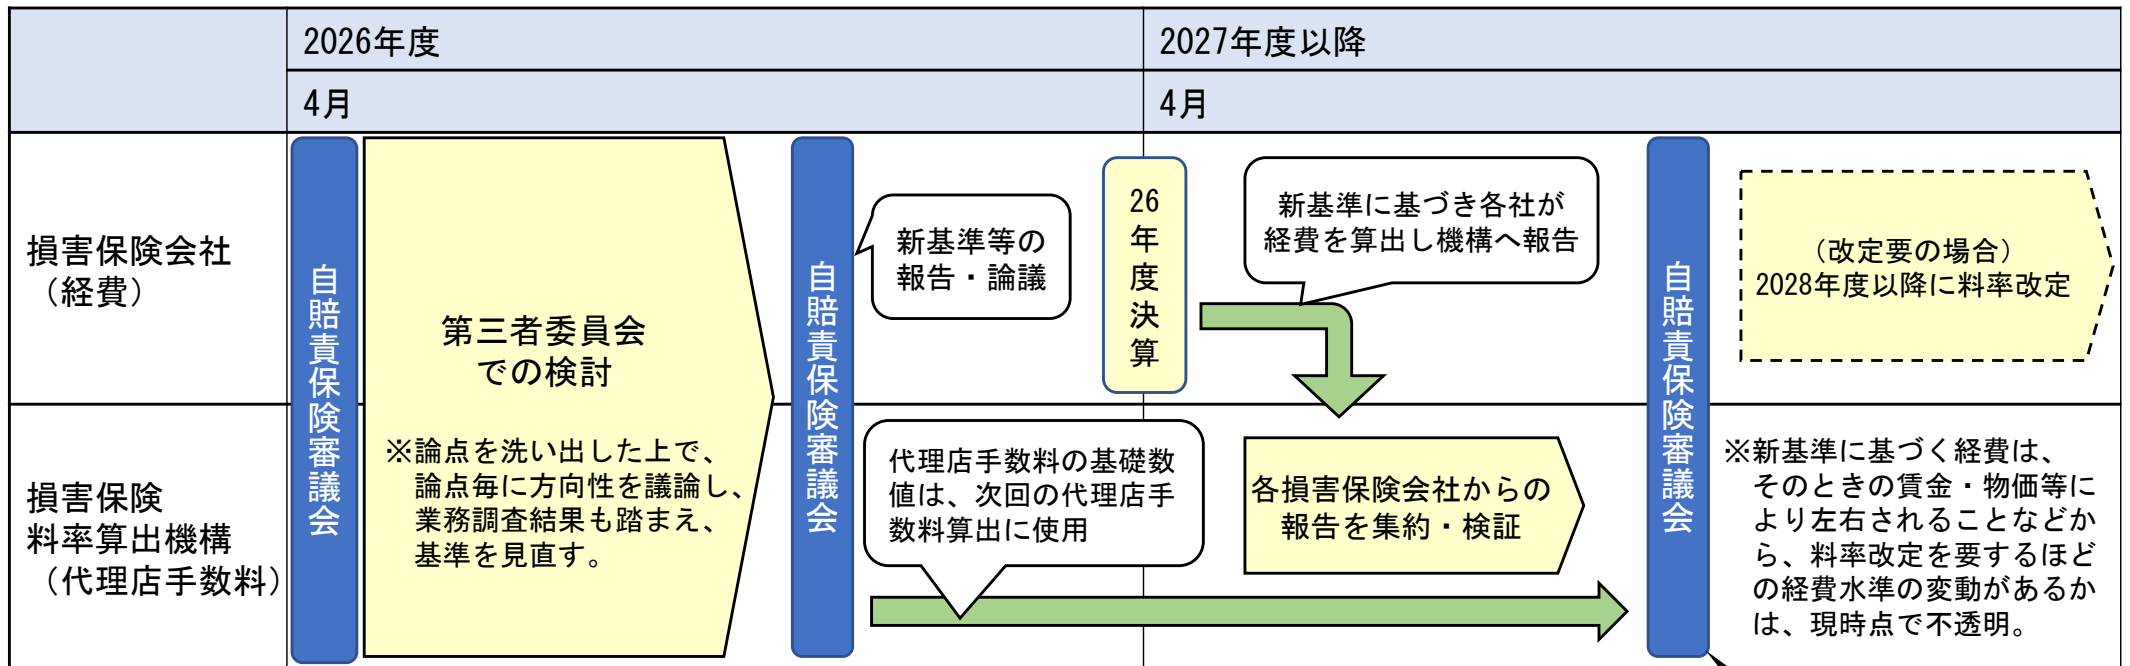 2026年度
2027年度以降
4月
4月
損害保険会社
（経費）
自賠責保険審議会
第三者委員会
での検討
※論点を洗い出した上で、
論点毎に方向性を議論し、
業務調査結果も踏まえ、
基準を見直す。
自賠責保険審議会
新基準等の
報告・論議
26年度決算
新基準に基づき各社が
経費を算出し機構へ報告
自賠責保険審議会
（改定要の場合）
2028年度以降に料率改定
損害保険
料率算出機構
（代理店手数料）
代理店手数料の基礎数
値は、次回の代理店手
数料算出に使用
各損害保険会社からの
報告を集約・検証
※新基準に基づく経費は、
そのときの賃金・物価等に
より左右されることなどか
ら、料率改定を要するほど
の経費水準の変動があるか
は、現時点で不透明。